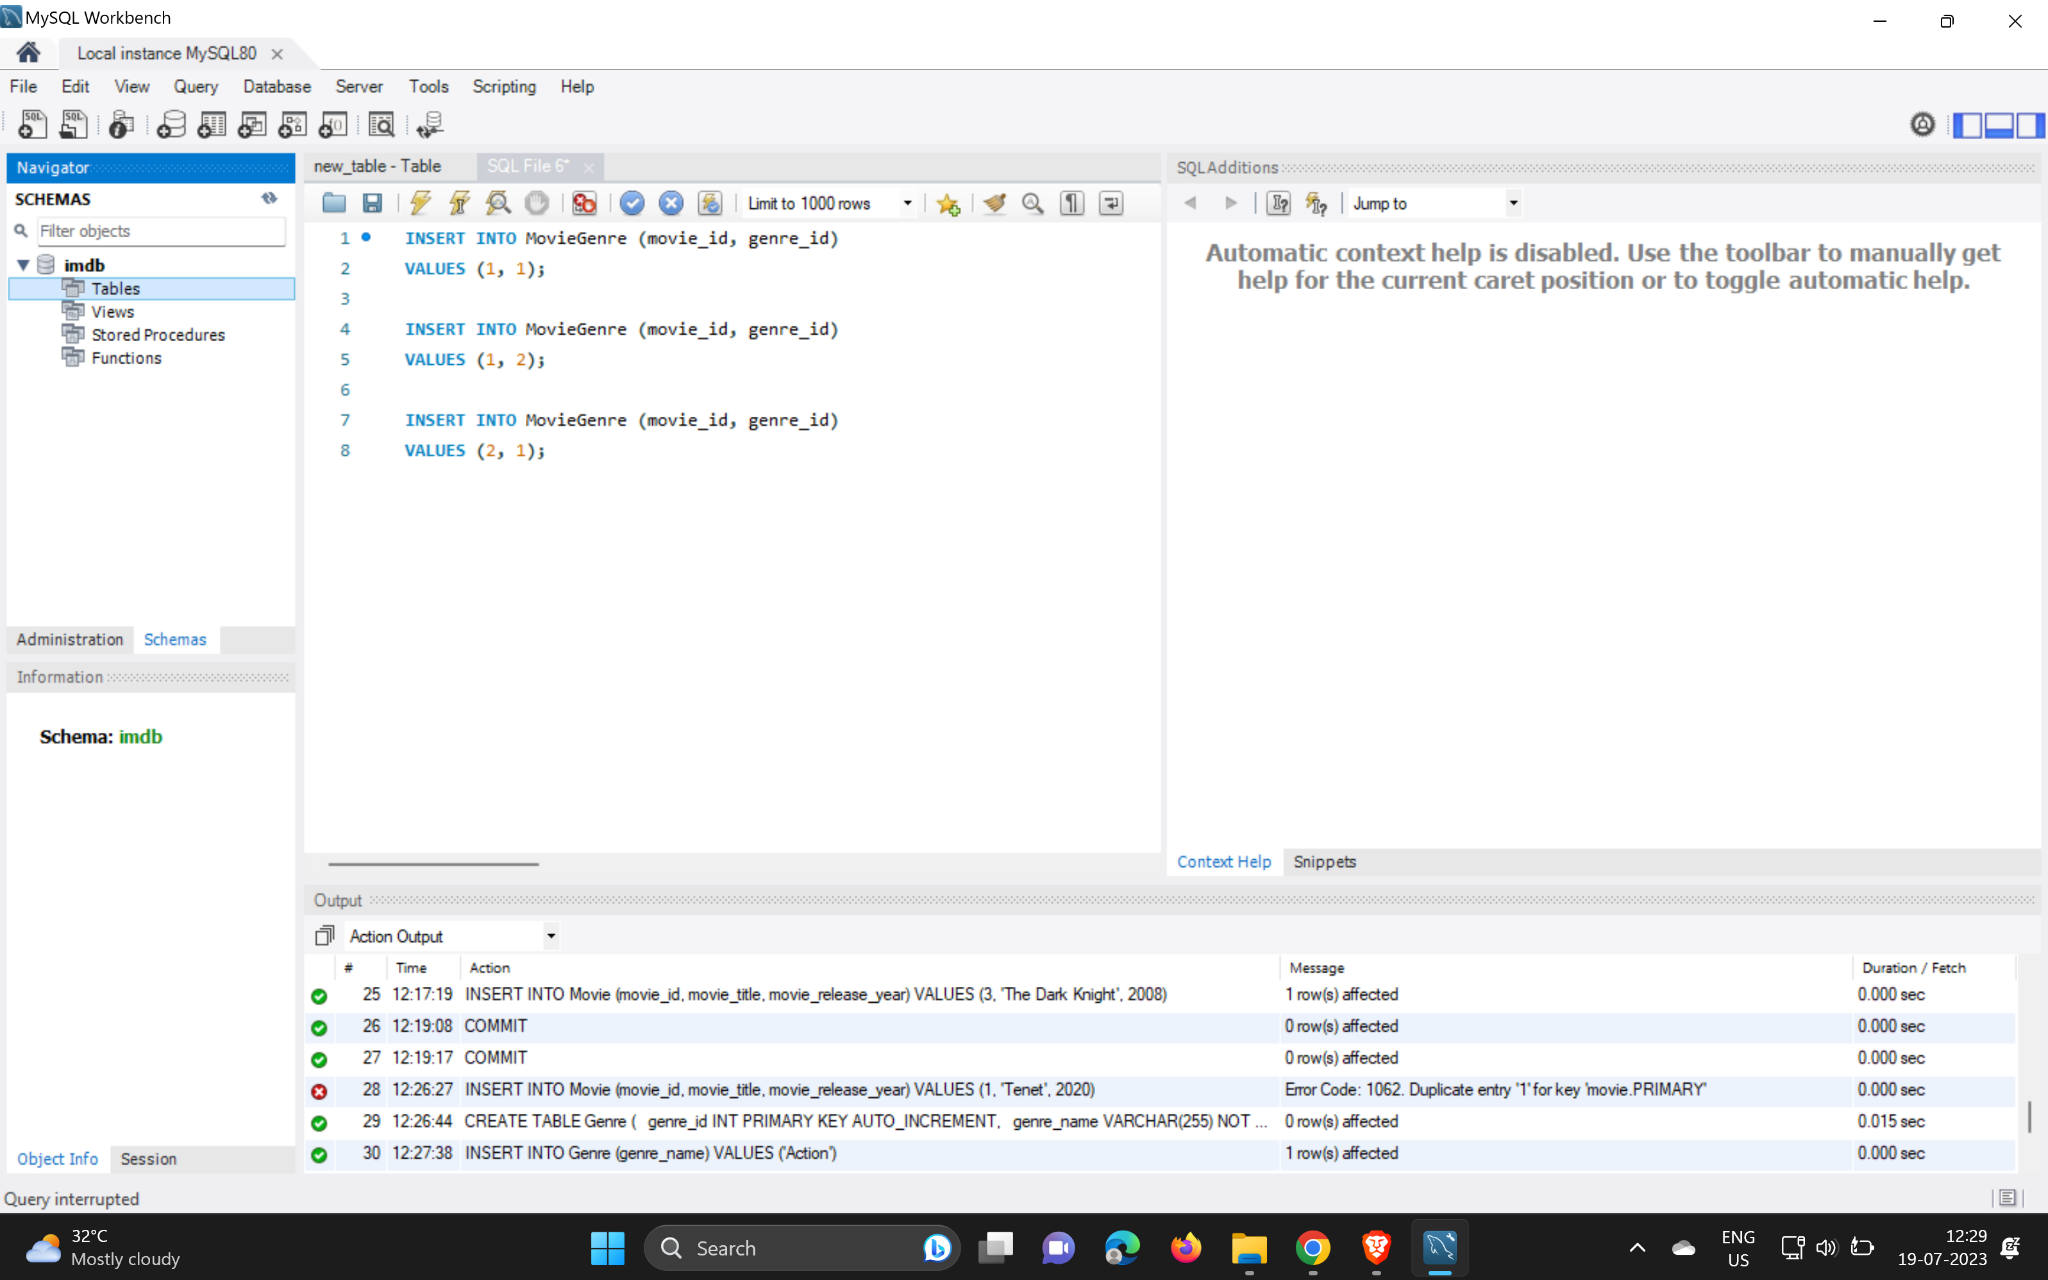 MySQL Workbench
Local instance MySQL80
File Edit View Query Database Server Tools Scripting Help
Navigator
SCHEMAS
Filter objects
imdb
Tables
Views
Stored Procedures
Functions
Administration Schemas
Information
Schema: imdb
Object Info Session
new_table - Table SQL File 6*
Limit to 1000 rows
1 INSERT INTO MovieGenre (movie_id, genre_id)
2 VALUES (1, 1);
3
4 INSERT INTO MovieGenre (movie_id, genre_id)
5 VALUES (1, 2);
6
7 INSERT INTO MovieGenre (movie_id, genre_id)
8 VALUES (2, 1);
SQLAdditions
Jump to
Automatic context help is disabled. Use the toolbar to manually get
help for the current caret position or to toggle automatic help.
Context Help Snippets
Output
Action Output
# Time Action Message Duration / Fetch
25 12:17:19 INSERT INTO Movie (movie_id, movie_title, movie_release_year) VALUES (3, 'The Dark Knight', 2008) 1 row(s) affected 0.000 sec
26 12:19:08 COMMIT 0 row(s) affected 0.000 sec
27 12:19:17 COMMIT 0 row(s) affected 0.000 sec
28 12:26:27 INSERT INTO Movie (movie_id, movie_title, movie_release_year) VALUES (1, 'Tenet', 2020) Error Code: 1062. Duplicate entry '1' for key 'movie.PRIMARY' 0.000 sec
29 12:26:44 CREATE TABLE Genre ( genre_id INT PRIMARY KEY AUTO_INCREMENT, genre_name VARCHAR(255) NOT ... 0 row(s) affected 0.015 sec
30 12:27:38 INSERT INTO Genre (genre_name) VALUES ('Action') 1 row(s) affected 0.000 sec
Query interrupted
32°C
Mostly cloudy
Search
ENG
US
12:29
19-07-2023